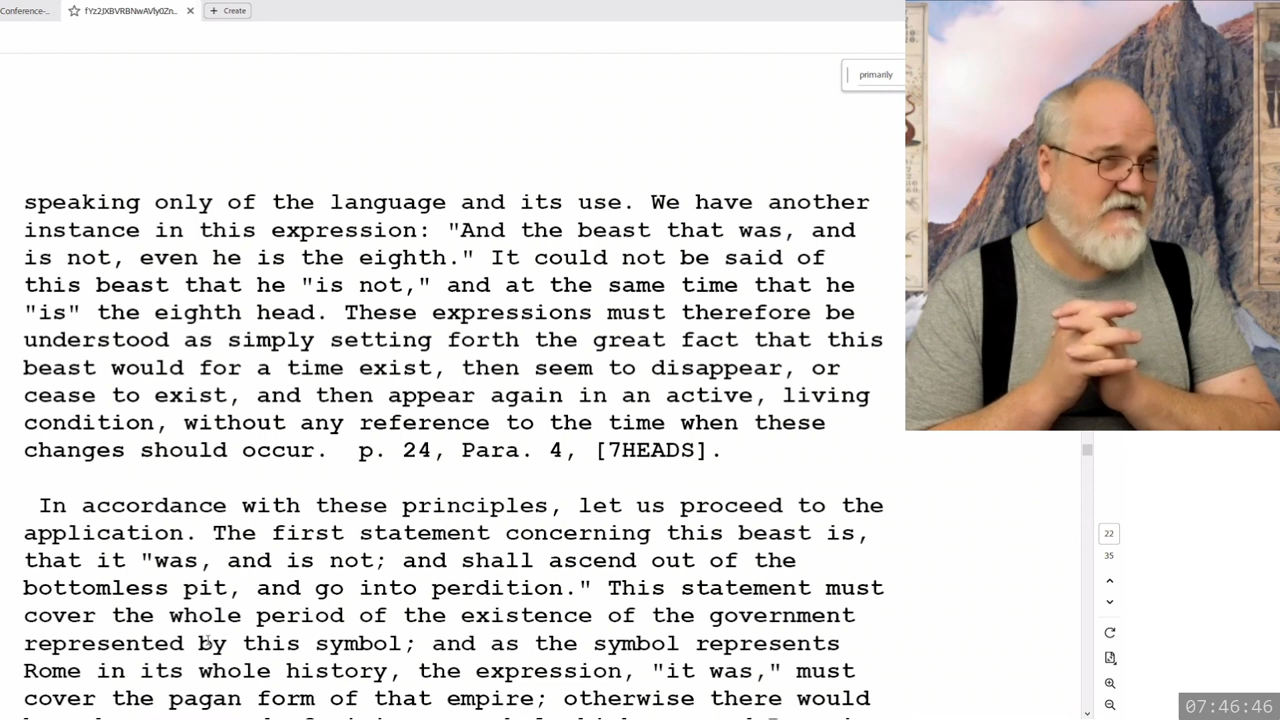 Conference-..
fYz2JXBVRBNwAVly0Zn..
Create
primarily
speaking only of the language and its use. We have another
instance in this expression: "And the beast that was, and
is not, even he is the eighth." It could not be said of
this beast that he "is not," and at the same time that he
"is" the eighth head. These expressions must therefore be
understood as simply setting forth the great fact that this
beast would for a time exist, then seem to disappear, or
cease to exist, and then appear again in an active, living
condition, without any reference to the time when these
changes should occur.  p. 24, Para. 4, [7HEADS].
In accordance with these principles, let us proceed to the
application. The first statement concerning this beast is,
that it "was, and is not; and shall ascend out of the
bottomless pit, and go into perdition." This statement must
cover the whole period of the existence of the government
represented by this symbol; and as the symbol represents
Rome in its whole history, the expression, "it was," must
cover the pagan form of that empire; otherwise there would
22
35
07:46:46